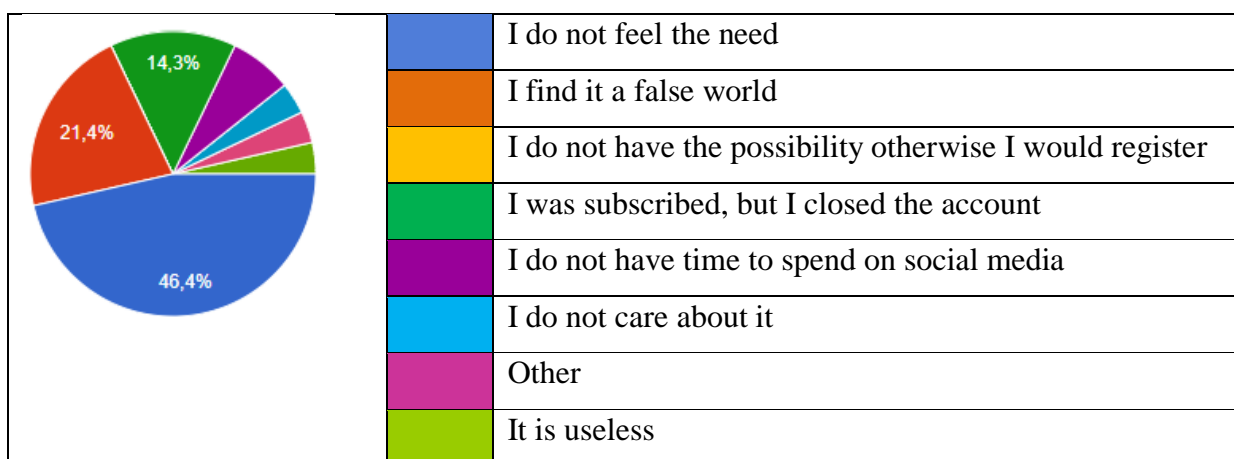 14,3%
21,4%
46,4%
I do not feel the need
I find it a false world
I do not have the possibility otherwise I would register
I was subscribed, but I closed the account
I do not have time to spend on social media
I do not care about it
Other
It is useless